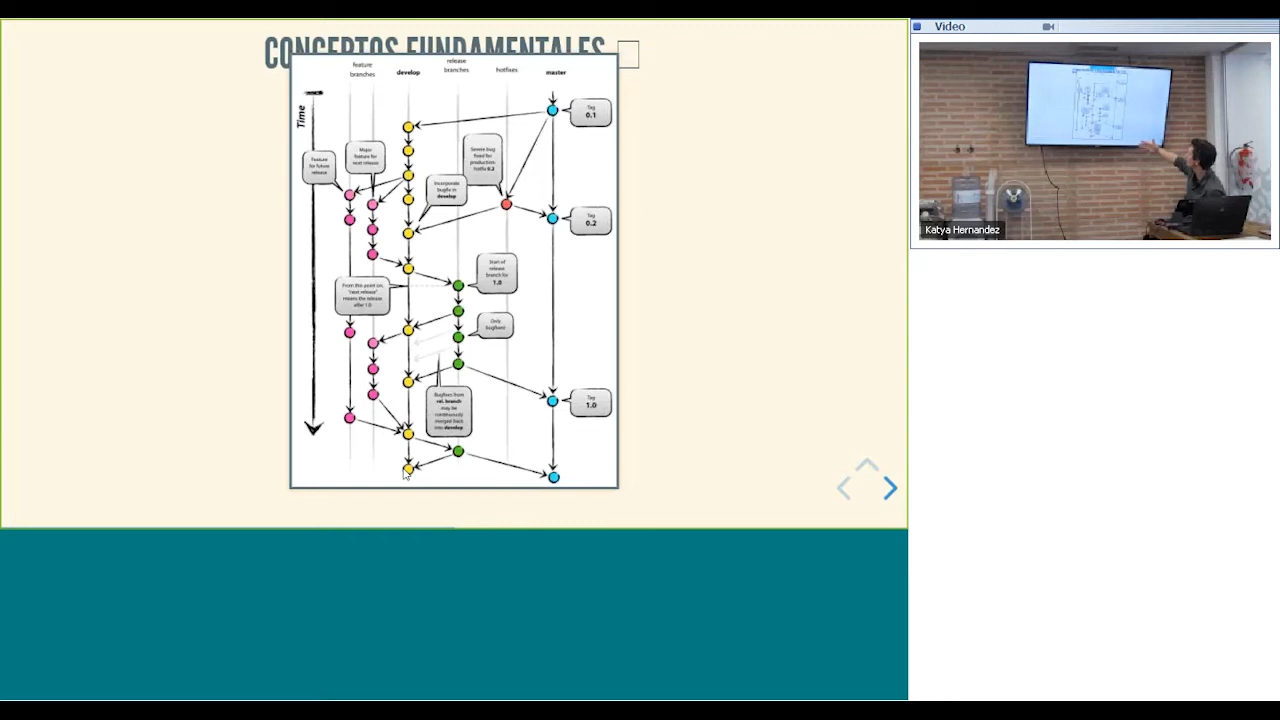 CONCEPTOS FUNDAMENTALES
feature
branches
develop
release
branches
hotfixes
master
Time
Tag
0.1
Feature
for future
release
Major
feature for
next release
Severe bug
fixed for
production:
hotfix 0.2
Incorporate
bugfix in
develop
Tag
0.2
Start of
release
branch for
1.0
From this point on,
"next release"
means the release
after 1.0
Only
bugfixes!
Bugfixes from
rel. branch
may be
continuously
merged back
into develop
Tag
1.0
Video
Katya Hernandez